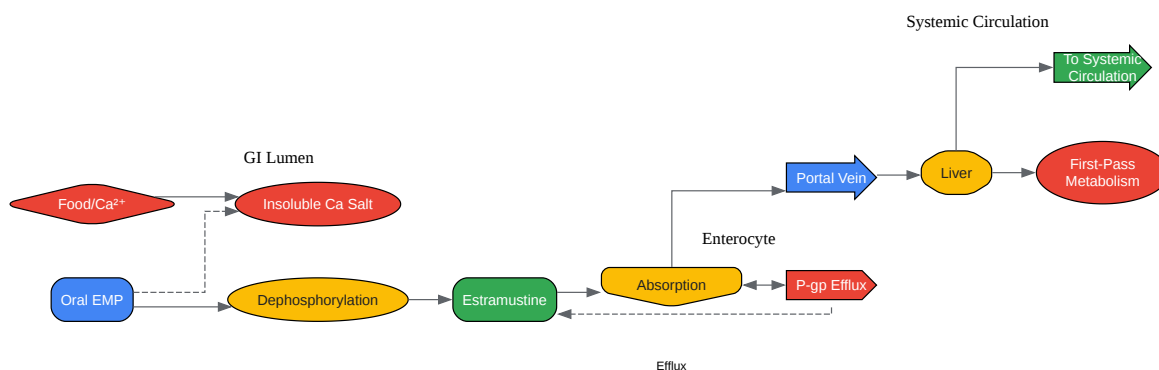 Systemic Circulation
To Systemic
Circulation
GI Lumen
Portal Vein
Liver
First-Pass
Metabolism
Food/Ca²⁺
Insoluble Ca Salt
Enterocyte
Oral EMP
Dephosphorylation
Estramustine
Absorption
P-gp Efflux
Efflux